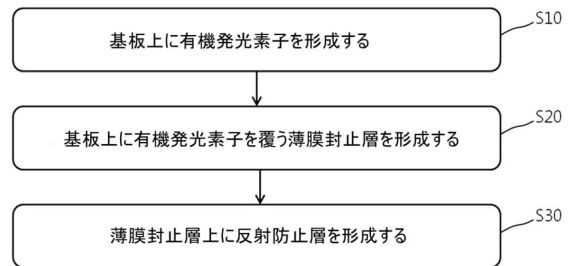 基板上に有機発光素子を形成する
S10
基板上に有機発光素子を覆う薄膜封止層を形成する
S20
薄膜封止層上に反射防止層を形成する
S30